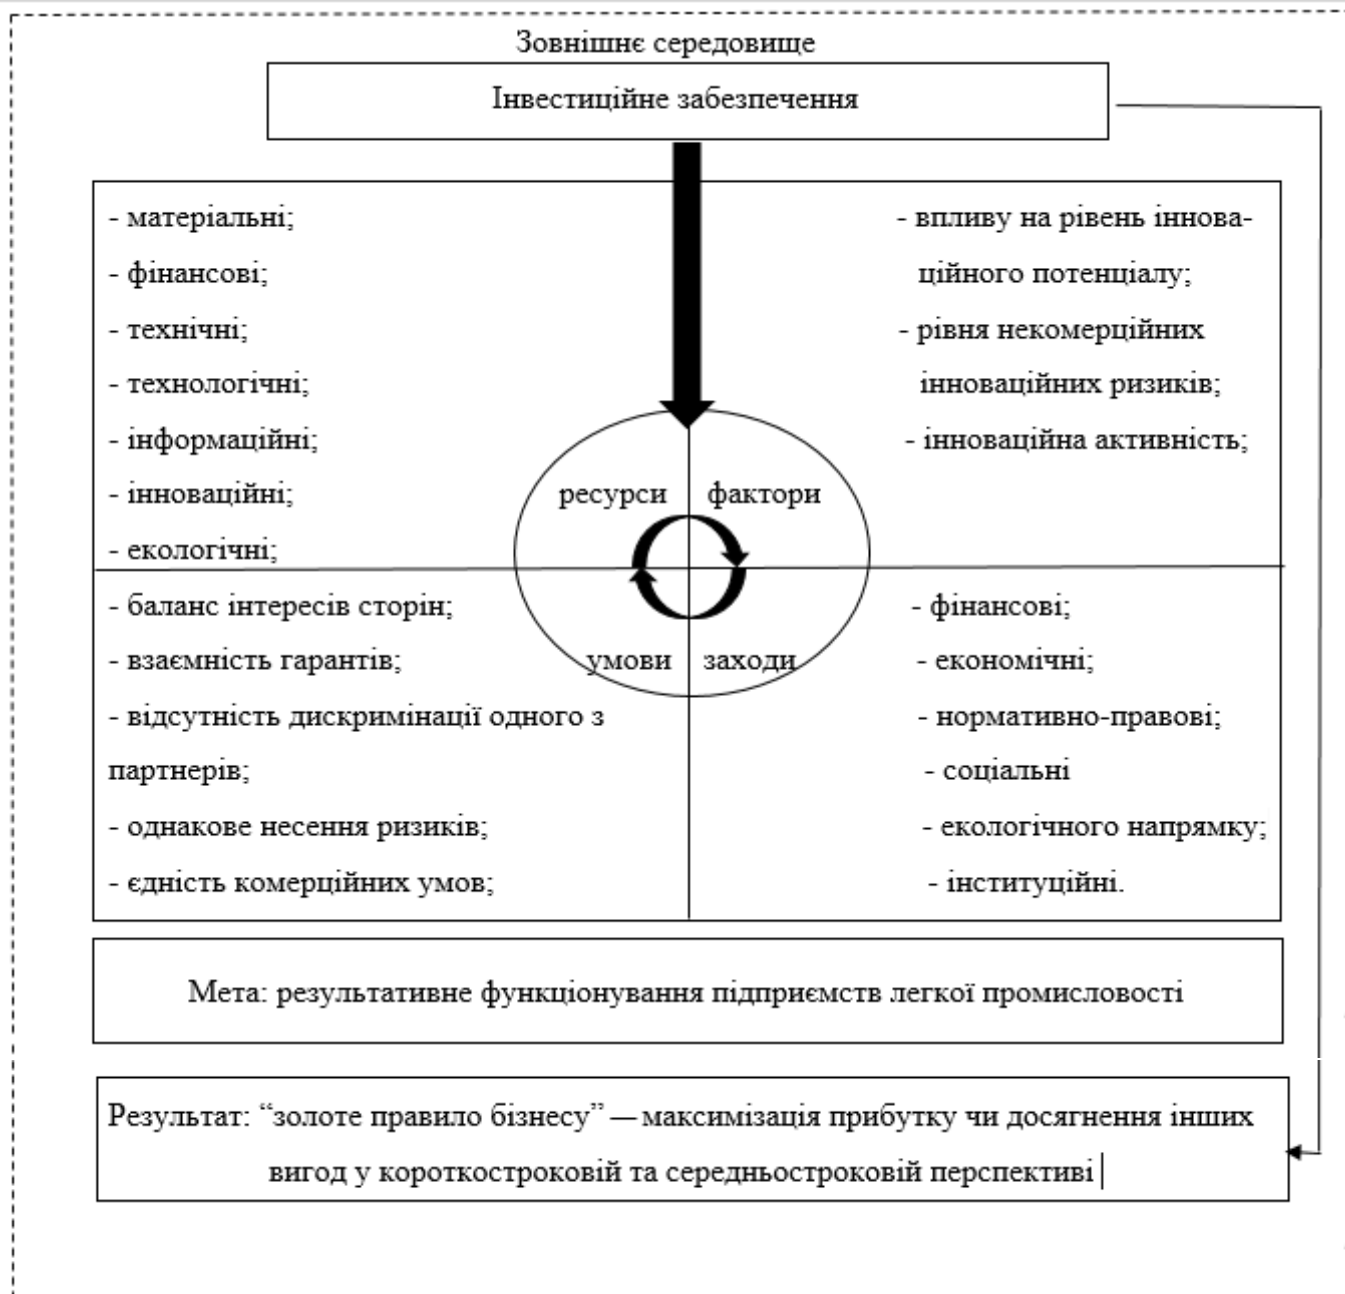 Зовнішнє середовище
Інвестиційне забезпечення
- матеріальні;
- фінансові;
- технічні;
- технологічні;
- інформаційні;
- інноваційні;
- екологічні;
- впливу на рівень іннова-
ційного потенціалу;
- рівня некомерційних
інноваційних ризиків;
- інноваційна активність;
ресурси
фактори
умови
заходи
- баланс інтересів сторін;
- взаємність гарантів;
- відсутність дискримінації одного з
партнерів;
- однакове несення ризиків;
- єдність комерційних умов;
- фінансові;
- економічні;
- нормативно-правові;
- соціальні
- екологічного напрямку;
- інституційні.
Мета: результативне функціонування підприємств легкої промисловості
Результат: “золоте правило бізнесу” — максимізація прибутку чи досягнення інших
вигод у короткостроковій та середньостроковій перспективі